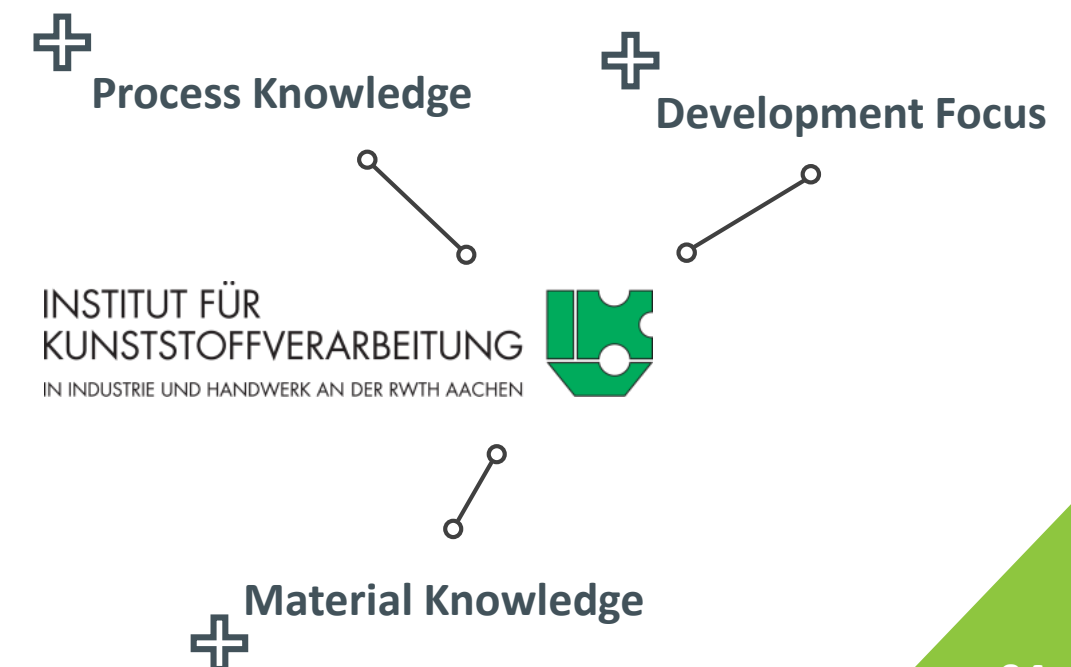 Process Knowledge
Development Focus
INSTITUT FÜR
KUNSTSTOFFVERARBEITUNG
IN INDUSTRIE UND HANDWERK AN DER RWTH AACHEN
Material Knowledge